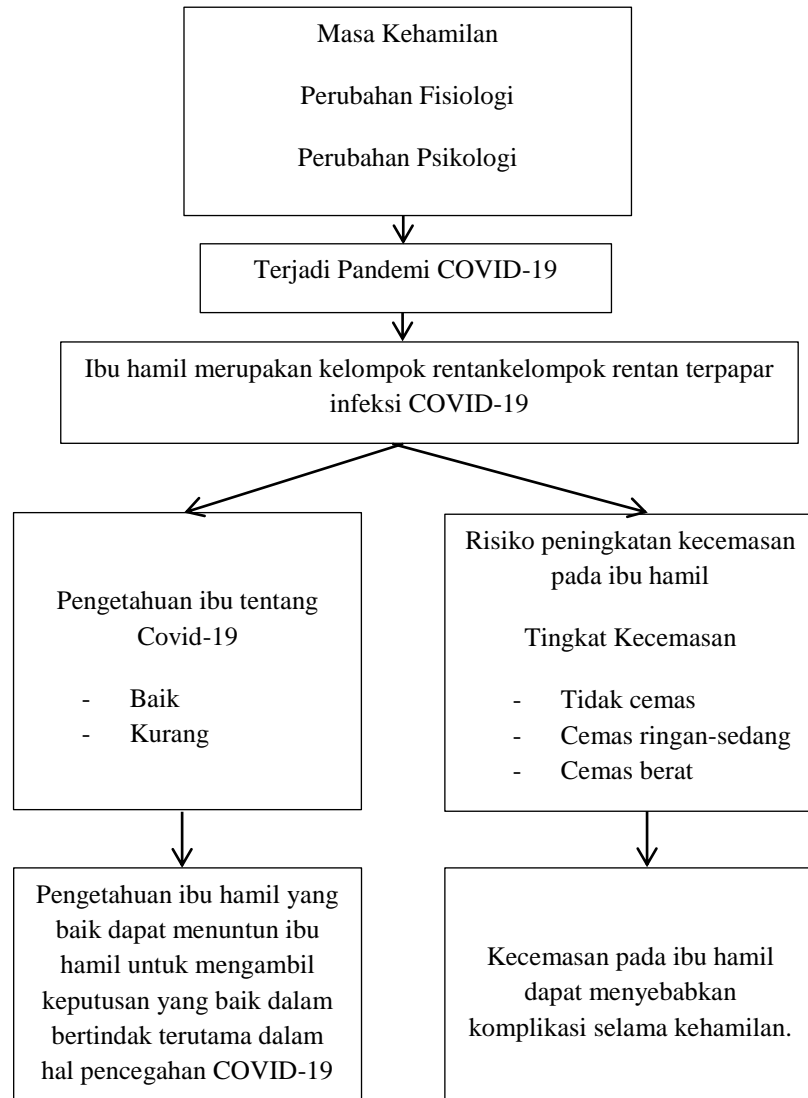 Masa Kehamilan
Perubahan Fisiologi
Perubahan Psikologi
Terjadi Pandemi COVID-19
Ibu hamil merupakan kelompok rentankelompok rentan terpapar
infeksi COVID-19
Pengetahuan ibu tentang
Covid-19
- Baik
- Kurang
Risiko peningkatan kecemasan
pada ibu hamil
Tingkat Kecemasan
- Tidak cemas
- Cemas ringan-sedang
- Cemas berat
Pengetahuan ibu hamil yang
baik dapat menuntun ibu
hamil untuk mengambil
keputusan yang baik dalam
bertindak terutama dalam
hal pencegahan COVID-19
Kecemasan pada ibu hamil
dapat menyebabkan
komplikasi selama kehamilan.